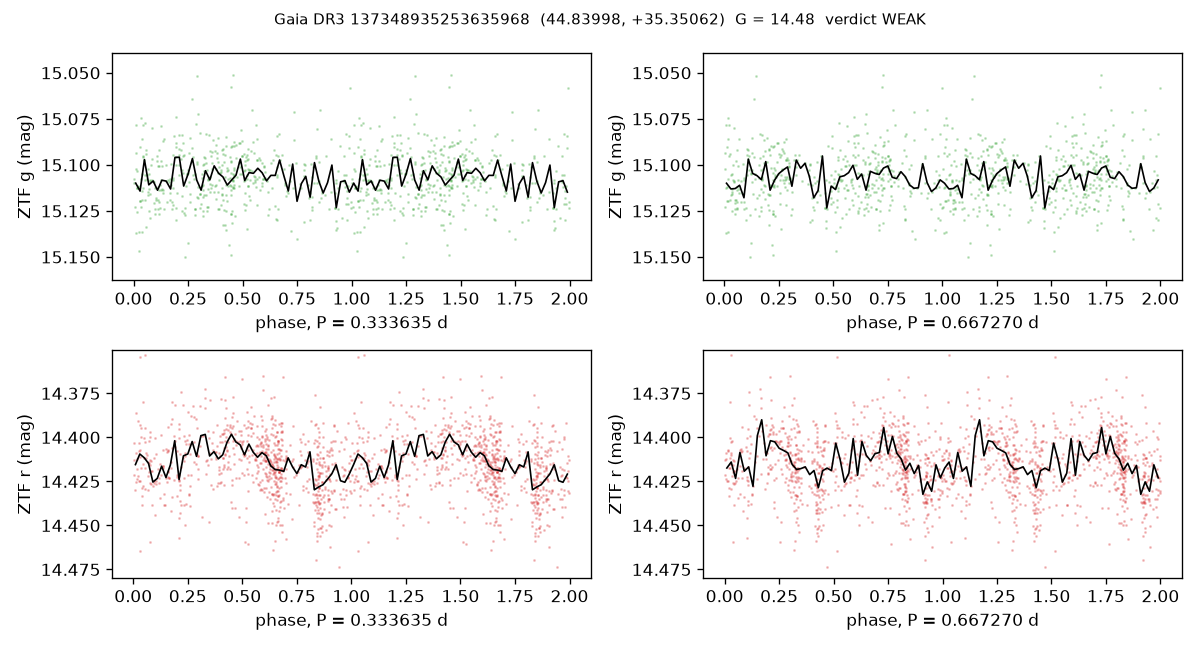 Gaia DR3 137348935253635968 (44.83998, +35.35062) G = 14.48 verdict WEAK
ZTF g (mag)
15.050
15.075
15.100
15.125
15.150
0.00 0.25 0.50 0.75 1.00 1.25 1.50 1.75 2.00
phase, P = 0.333635 d
ZTF g (mag)
15.050
15.075
15.100
15.125
15.150
0.00 0.25 0.50 0.75 1.00 1.25 1.50 1.75 2.00
phase, P = 0.667270 d
ZTF r (mag)
14.375
14.400
14.425
14.450
14.475
0.00 0.25 0.50 0.75 1.00 1.25 1.50 1.75 2.00
phase, P = 0.333635 d
ZTF r (mag)
14.375
14.400
14.425
14.450
14.475
0.00 0.25 0.50 0.75 1.00 1.25 1.50 1.75 2.00
phase, P = 0.667270 d